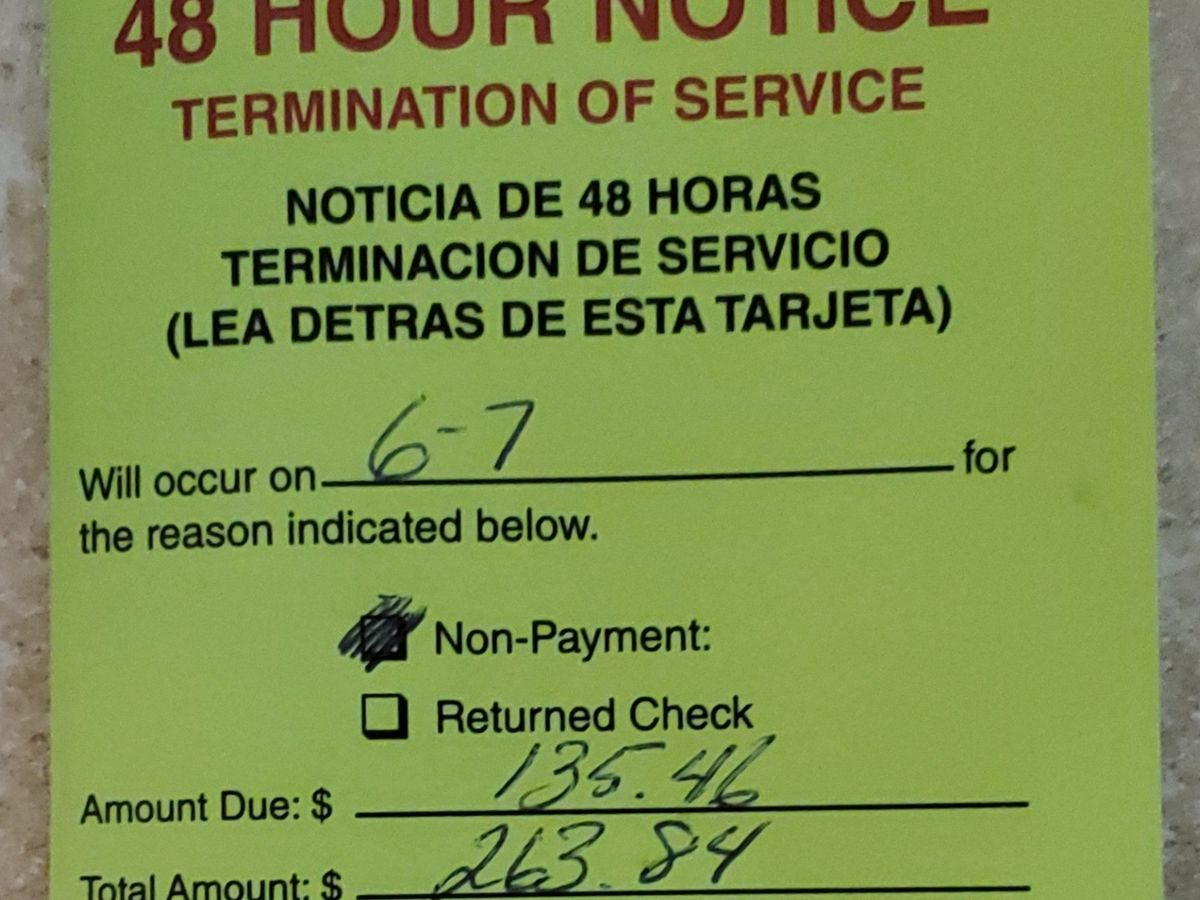 48 HOUR NOTICE
TERMINATION OF SERVICE
NOTICIA DE 48 HORAS
TERMINACION DE SERVICIO
(LEA DETRAS DE ESTA TARJETA)
Will occur on 6-7 for
the reason indicated below.
Non-Payment:
Returned Check
Amount Due: $ 135.46
Total Amount: $ 263.84